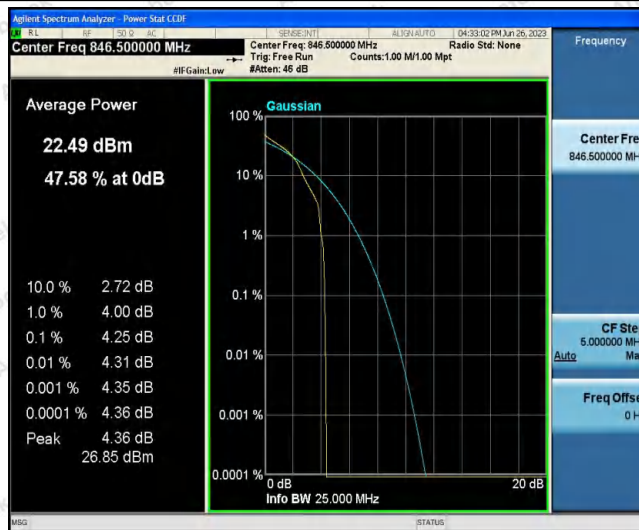 Agilent Spectrum Analyzer - Power Stat CCDF
RL RF 50 Ω AC SENSE:INT ALIGN AUTO 04:33:02 PM Jun 26, 2023
Center Freq 846.500000 MHz
Center Freq: 846.500000 MHz Radio Std: None
Trig: Free Run Counts:1.00 M/1.00 Mpt
#IFGain:Low #Atten: 46 dB
Frequency
Average Power
22.49 dBm
47.58 % at 0dB
10.0 % 2.72 dB
1.0 % 4.00 dB
0.1 % 4.25 dB
0.01 % 4.31 dB
0.001 % 4.35 dB
0.0001 % 4.36 dB
Peak 4.36 dB
26.85 dBm
Gaussian
100 %
10 %
1 %
0.1 %
0.01 %
0.001 %
0.0001 %
0 dB 20 dB
Info BW 25.000 MHz
Center Fre
846.500000 MH
CF Ste
5.000000 MH
Auto Ma
Freq Offse
0 H
MSG STATUS